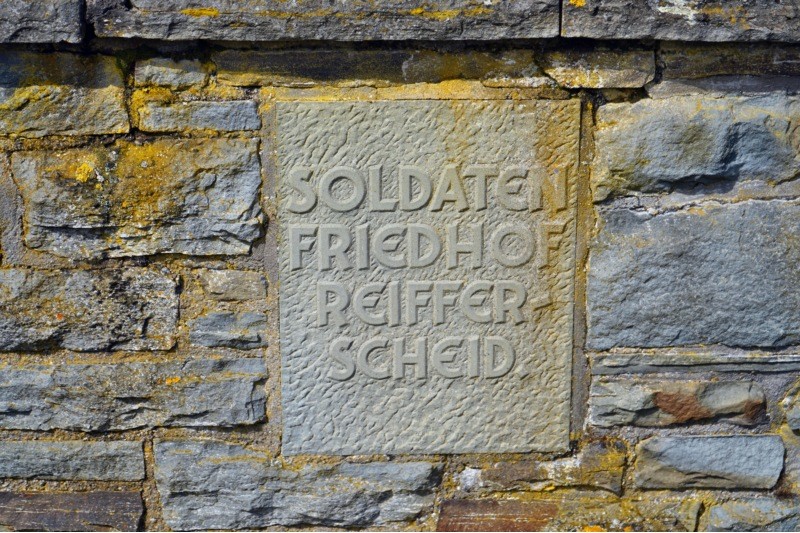 SOLDATEN
FRIEDHOF
REIFFER-
SCHEID